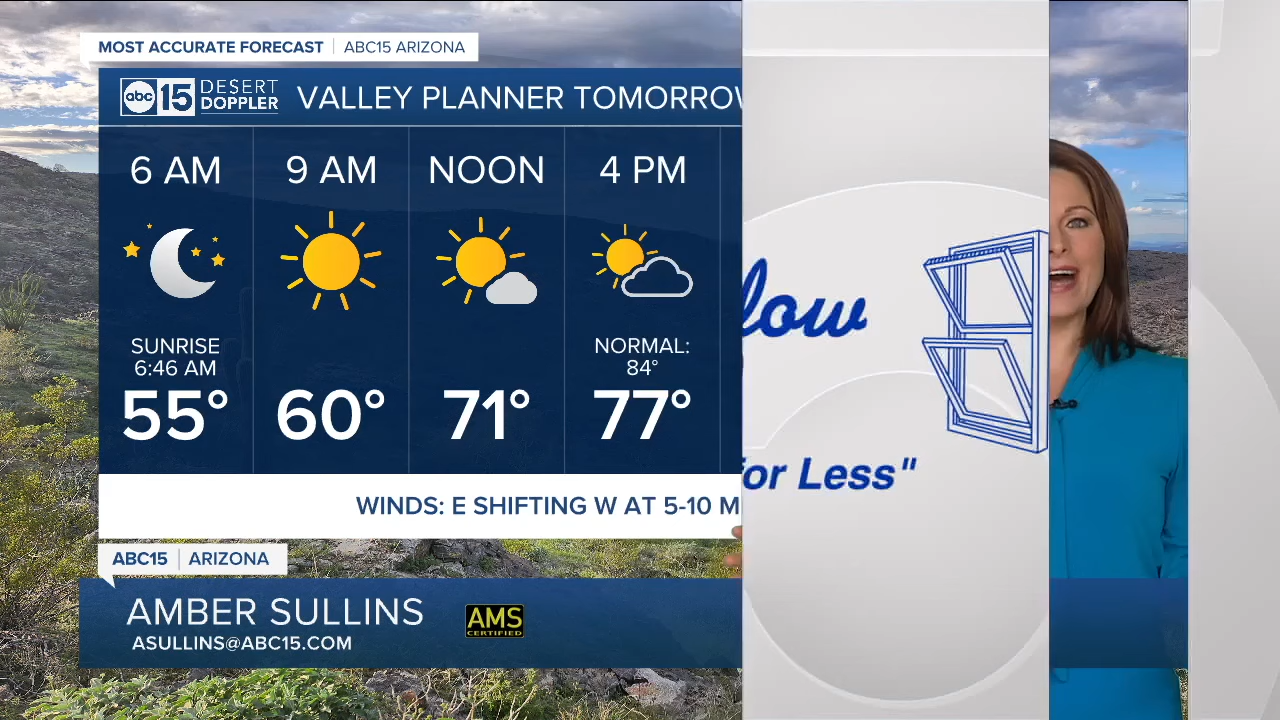 MOST ACCURATE FORECAST | ABC15 ARIZONA
abc 15 DESERT DOPPLER
VALLEY PLANNER TOMORROW
6 AM
9 AM
NOON
4 PM
SUNRISE
6:46 AM
55°
60°
71°
NORMAL:
84°
77°
low
for Less"
WINDS: E SHIFTING W AT 5-10 M
ABC15 | ARIZONA
AMBER SULLINS
ASULLINS@ABC15.COM
AMS
CERTIFIED